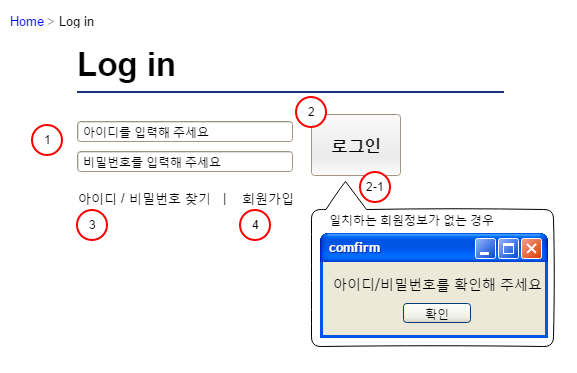 Home > Log in
Log in
1
아이디를 입력해 주세요
비밀번호를 입력해 주세요
2
로그인
2-1
아이디 / 비밀번호 찾기 | 회원가입
3
4
일치하는 회원정보가 없는 경우
comfirm
아이디/비밀번호를 확인해 주세요
확인